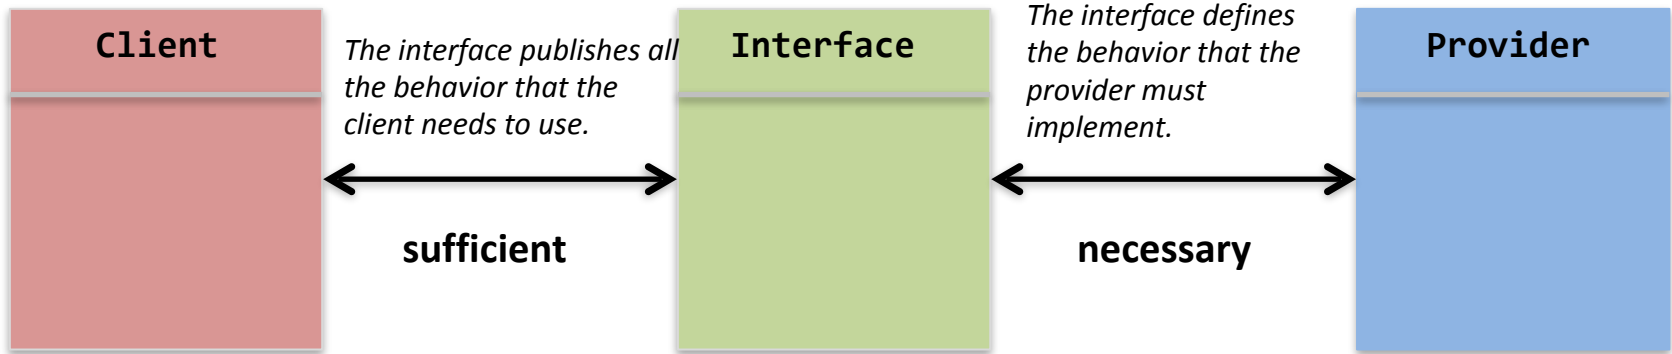 Client
The interface publishes all
the behavior that the
client needs to use.
sufficient
Interface
The interface defines
the behavior that the
provider must
implement.
necessary
Provider